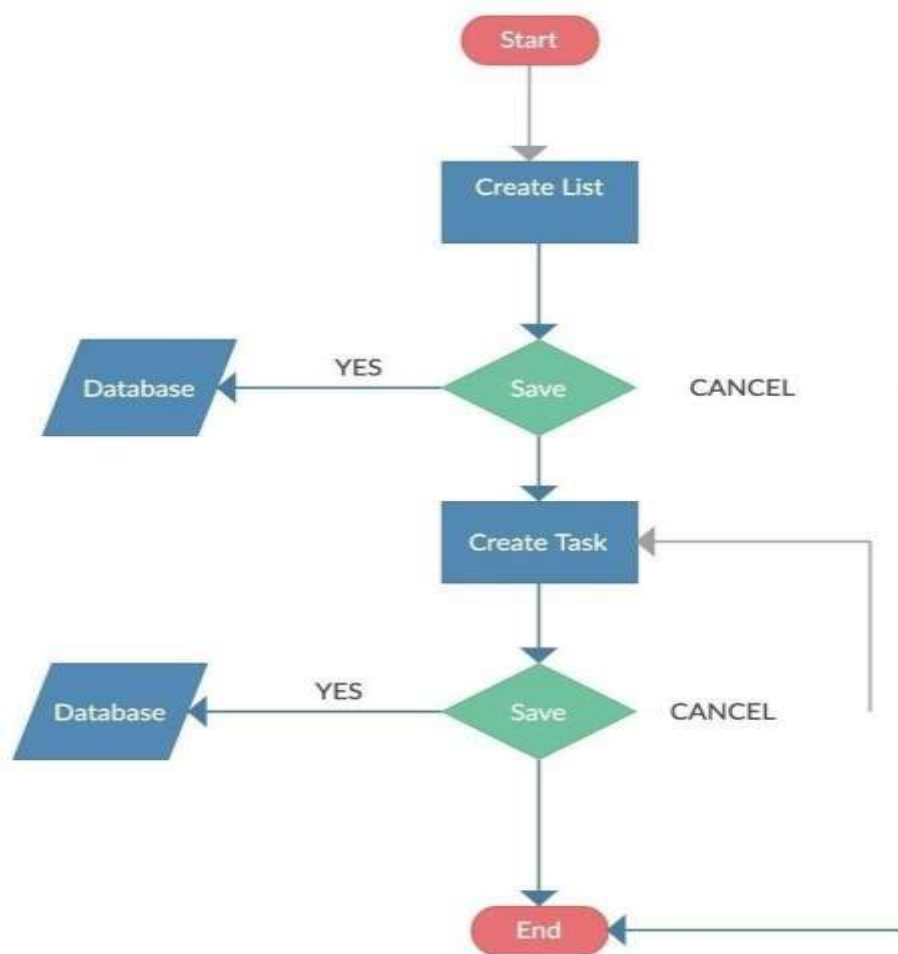 Start
Create List
YES
Database
Save
CANCEL
Create Task
YES
Database
Save
CANCEL
End